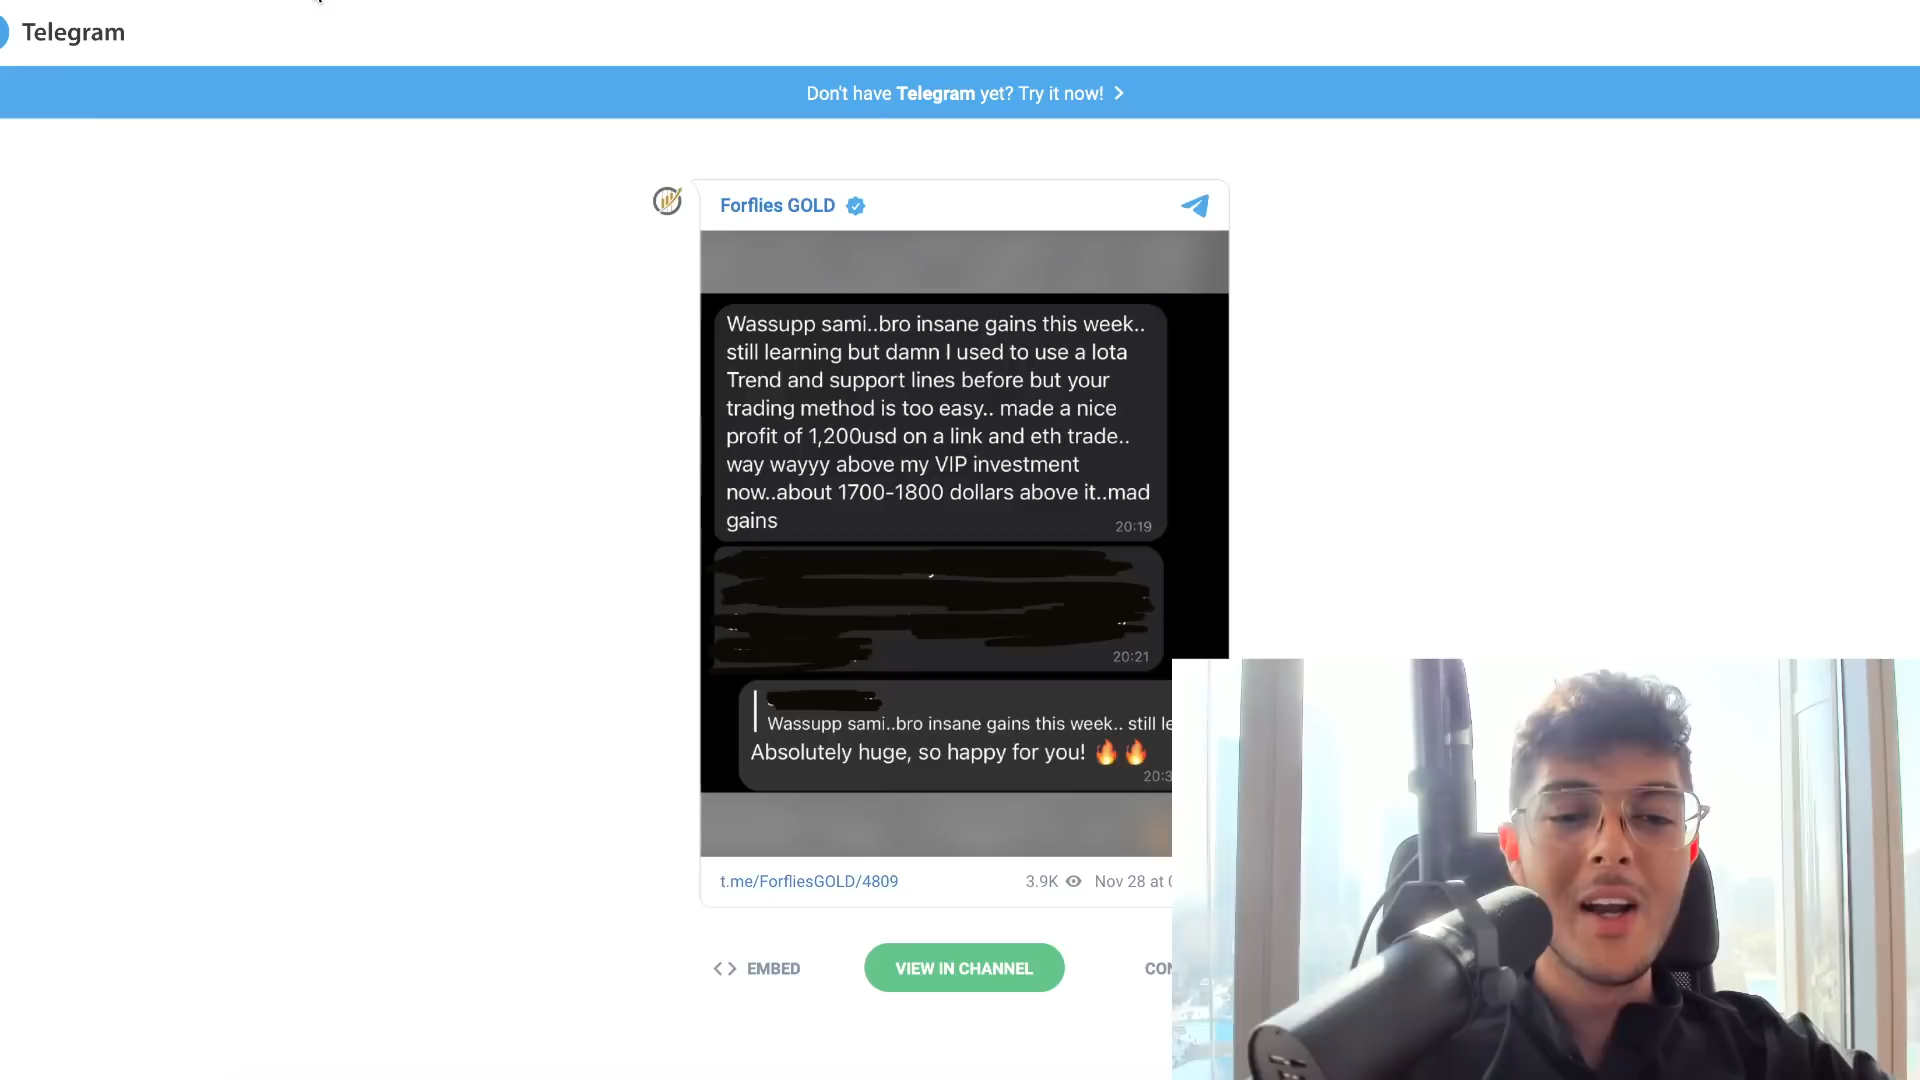 Telegram
Don't have Telegram yet? Try it now!
Forflies GOLD
Wassupp sami..bro insane gains this week..
still learning but damn I used to use a lota
Trend and support lines before but your
trading method is too easy.. made a nice
profit of 1,200usd on a link and eth trade..
way wayyy above my VIP investment
now..about 1700-1800 dollars above it..mad
gains
20:19
20:21
Wassupp sami..bro insane gains this week.. still
Absolutely huge, so happy for you! 🔥🔥
t.me/ForfliesGOLD/4809
3.9K Nov 28 at
EMBED
VIEW IN CHANNEL